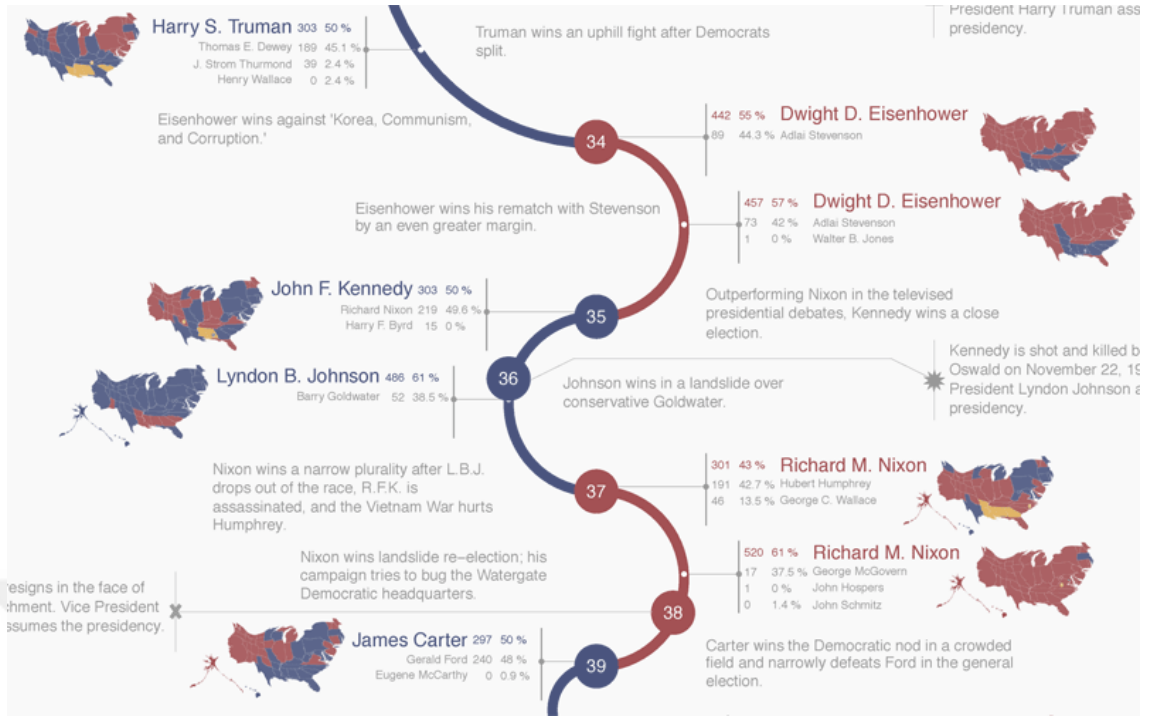 President Harry Truman ass
presidency.
Harry S. Truman 303 50 %
Thomas E. Dewey 189 45.1 %
J. Strom Thurmond 39 2.4 %
Henry Wallace 0 2.4 %
Truman wins an uphill fight after Democrats
split.
Eisenhower wins against 'Korea, Communism,
and Corruption.'
34
442 55 % Dwight D. Eisenhower
89 44.3 % Adlai Stevenson
Eisenhower wins his rematch with Stevenson
by an even greater margin.
457 57 % Dwight D. Eisenhower
73 42 % Adlai Stevenson
1 0 % Walter B. Jones
John F. Kennedy 303 50 %
Richard Nixon 219 49.6 %
Harry F. Byrd 15 0 %
35
Outperforming Nixon in the televised
presidential debates, Kennedy wins a close
election.
Lyndon B. Johnson 486 61 %
Barry Goldwater 52 38.5 %
36
Johnson wins in a landslide over
conservative Goldwater.
Kennedy is shot and killed b
Oswald on November 22, 19
President Lyndon Johnson a
presidency.
Nixon wins a narrow plurality after L.B.J.
drops out of the race, R.F.K. is
assassinated, and the Vietnam War hurts
Humphrey.
37
301 43 % Richard M. Nixon
191 42.7 % Hubert Humphrey
46 13.5 % George C. Wallace
Nixon wins landslide re–election; his
campaign tries to bug the Watergate
Democratic headquarters.
520 61 % Richard M. Nixon
17 37.5 % George McGovern
1 0 % John Hospers
0 1.4 % John Schmitz
esigns in the face of
chment. Vice President
ssumes the presidency.
38
James Carter 297 50 %
Gerald Ford 240 48 %
Eugene McCarthy 0 0.9 %
39
Carter wins the Democratic nod in a crowded
field and narrowly defeats Ford in the general
election.